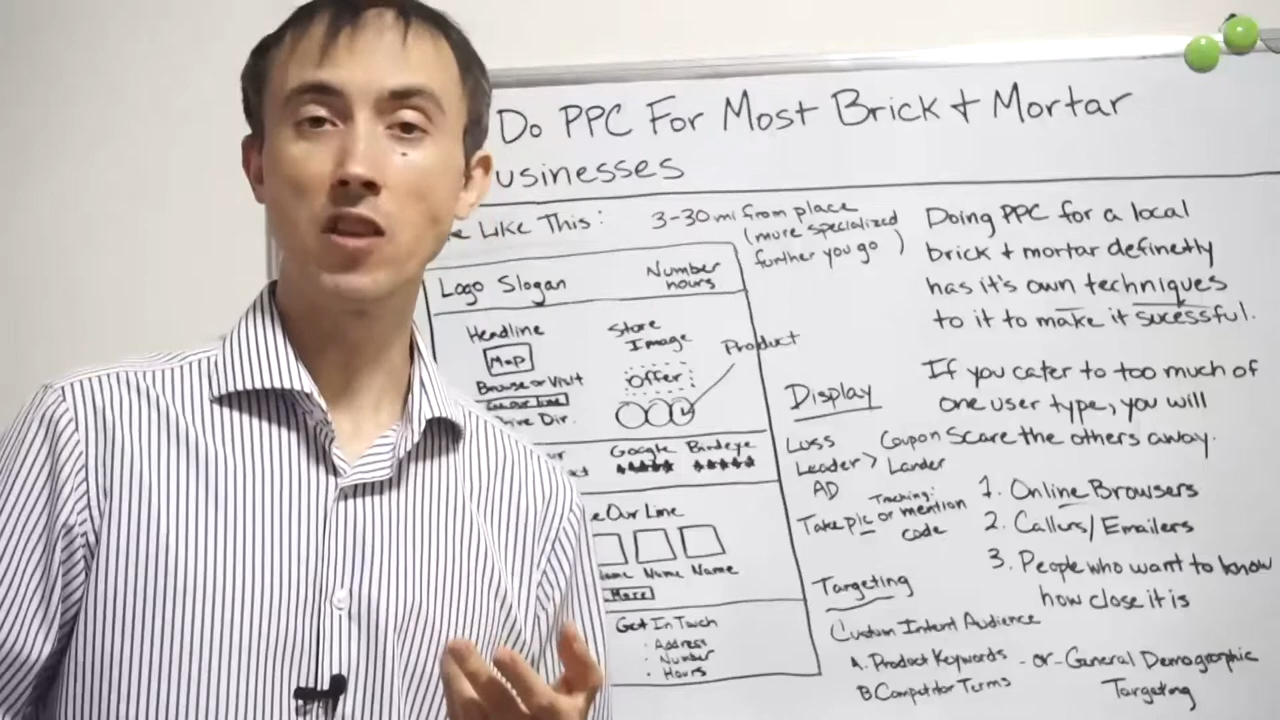 Do PPC For Most Brick & Mortar
usinesses
e Like This:
3-30 mi from place
(more specialized
further you go )
Logo Slogan
Number
hours
Headline
Map
Browse or Visit
ive Dir.
Store
Image
Offer
Product
Google Birdeye
e Our Line
ame Name Name
More
Get In Touch
· Address
· Number
· Hours
Display
Loss
Leader > 
AD
Coupon
Lander
Tracking:
Take pic or mention
code
Targeting
Custom Intent Audience
A. Product Keywords
B Competitor Terms
-or- General Demographic
Targeting
Doing PPC for a local
brick & mortar definetly
has it's own techniques
to it to make it sucessful.
If you cater to too much of
one user type, you will
Scare the others away.
1. Online Browsers
2. Callers/Emailers
3. People who want to know
how close it is